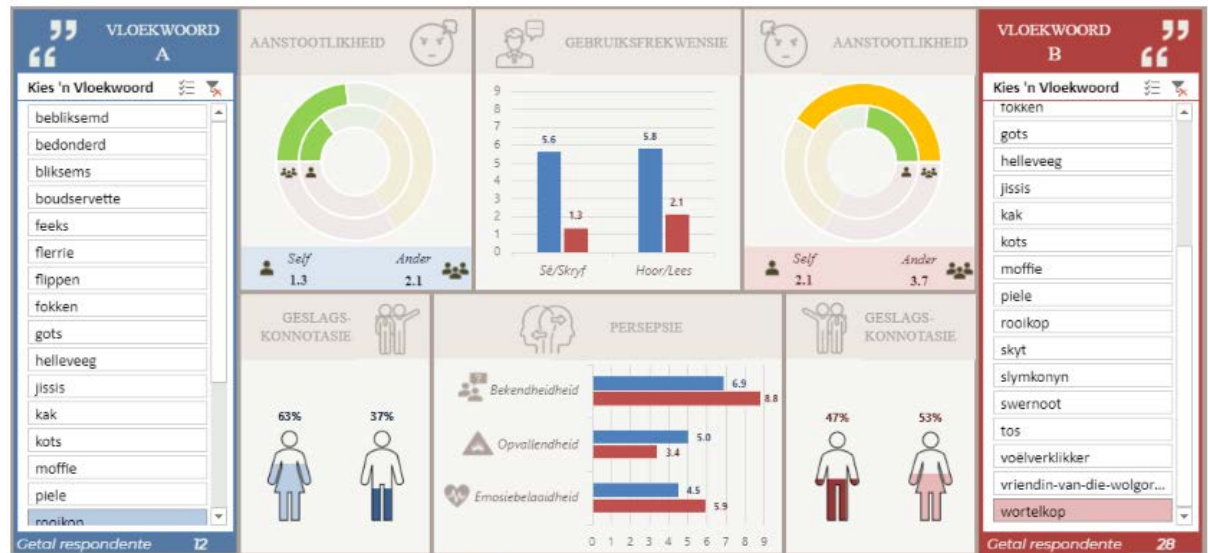 VLOEKWOORD
A
Kies 'n Vloekwoord
bebliksemd
bedonderd
bliksems
boudservette
feeks
flerrie
flippen
fokken
gots
helleveeg
jissis
kak
kots
moffie
piele
rooikop
Getal respondente 12
AANSTOOTLIKHEID
Self
1.3
Ander
2.1
GEBRUIKSFREKWENSIE
9
8
7
6
5
4
3
2
1
0
5.6
1.3
5.8
2.1
Sê/Skryf
Hoor/Lees
AANSTOOTLIKHEID
Self
2.1
Ander
3.7
GESLAGS-
KONNOTASIE
63%
37%
PERSEPSIE
Bekendheidheid
6.9
8.8
Opvallendheid
5.0
3.4
Emosiebelaaidheid
4.5
5.9
0 1 2 3 4 5 6 7 8 9
GESLAGS-
KONNOTASIE
47%
53%
VLOEKWOORD
B
Kies 'n Vloekwoord
fokken
gots
helleveeg
jissis
kak
kots
moffie
piele
rooikop
skyt
slymkonyn
swernoot
tos
voëlverklikker
vriendin-van-die-wolgor...
wortelkop
Getal respondente 28